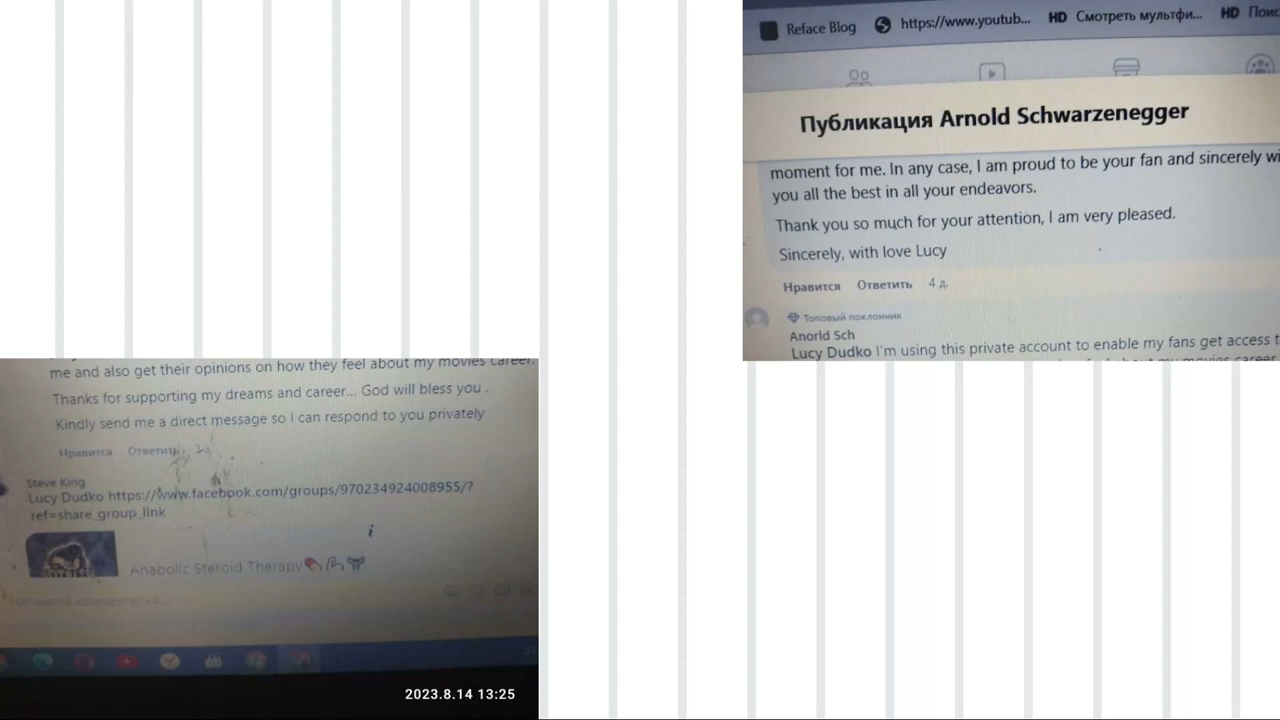 Reface Blog https://www.youtub... HD Смотреть мультфи... HD
Публикация Arnold Schwarzenegger
moment for me. In any case, I am proud to be your fan and sincerely
you all the best in all your endeavors.
Thank you so much for your attention, I am very pleased.
Sincerely, with love Lucy
Нравится Ответить 4 д.
Топовый поклонник
Anorld Sch
Lucy Dudko I'm using this private account to enable my fans get access
me and also get their opinions on how they feel about my movies career.
Thanks for supporting my dreams and career... God will bless you .
Kindly send me a direct message so I can respond to you privately
Нравится
Steve King
Lucy Dudko https://www.facebook.com/groups/970234924008955/?
ref=share_group_link
Anabolic Steroid Therapy
Напишите комментарий...
2023.8.14 13:25